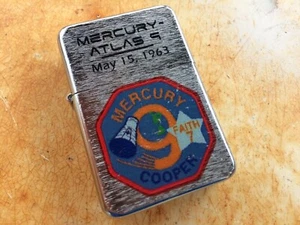 MERCURY-
ATLAS 9
May 15, 1963
MERCURY
9
FAITH
7
COOPER